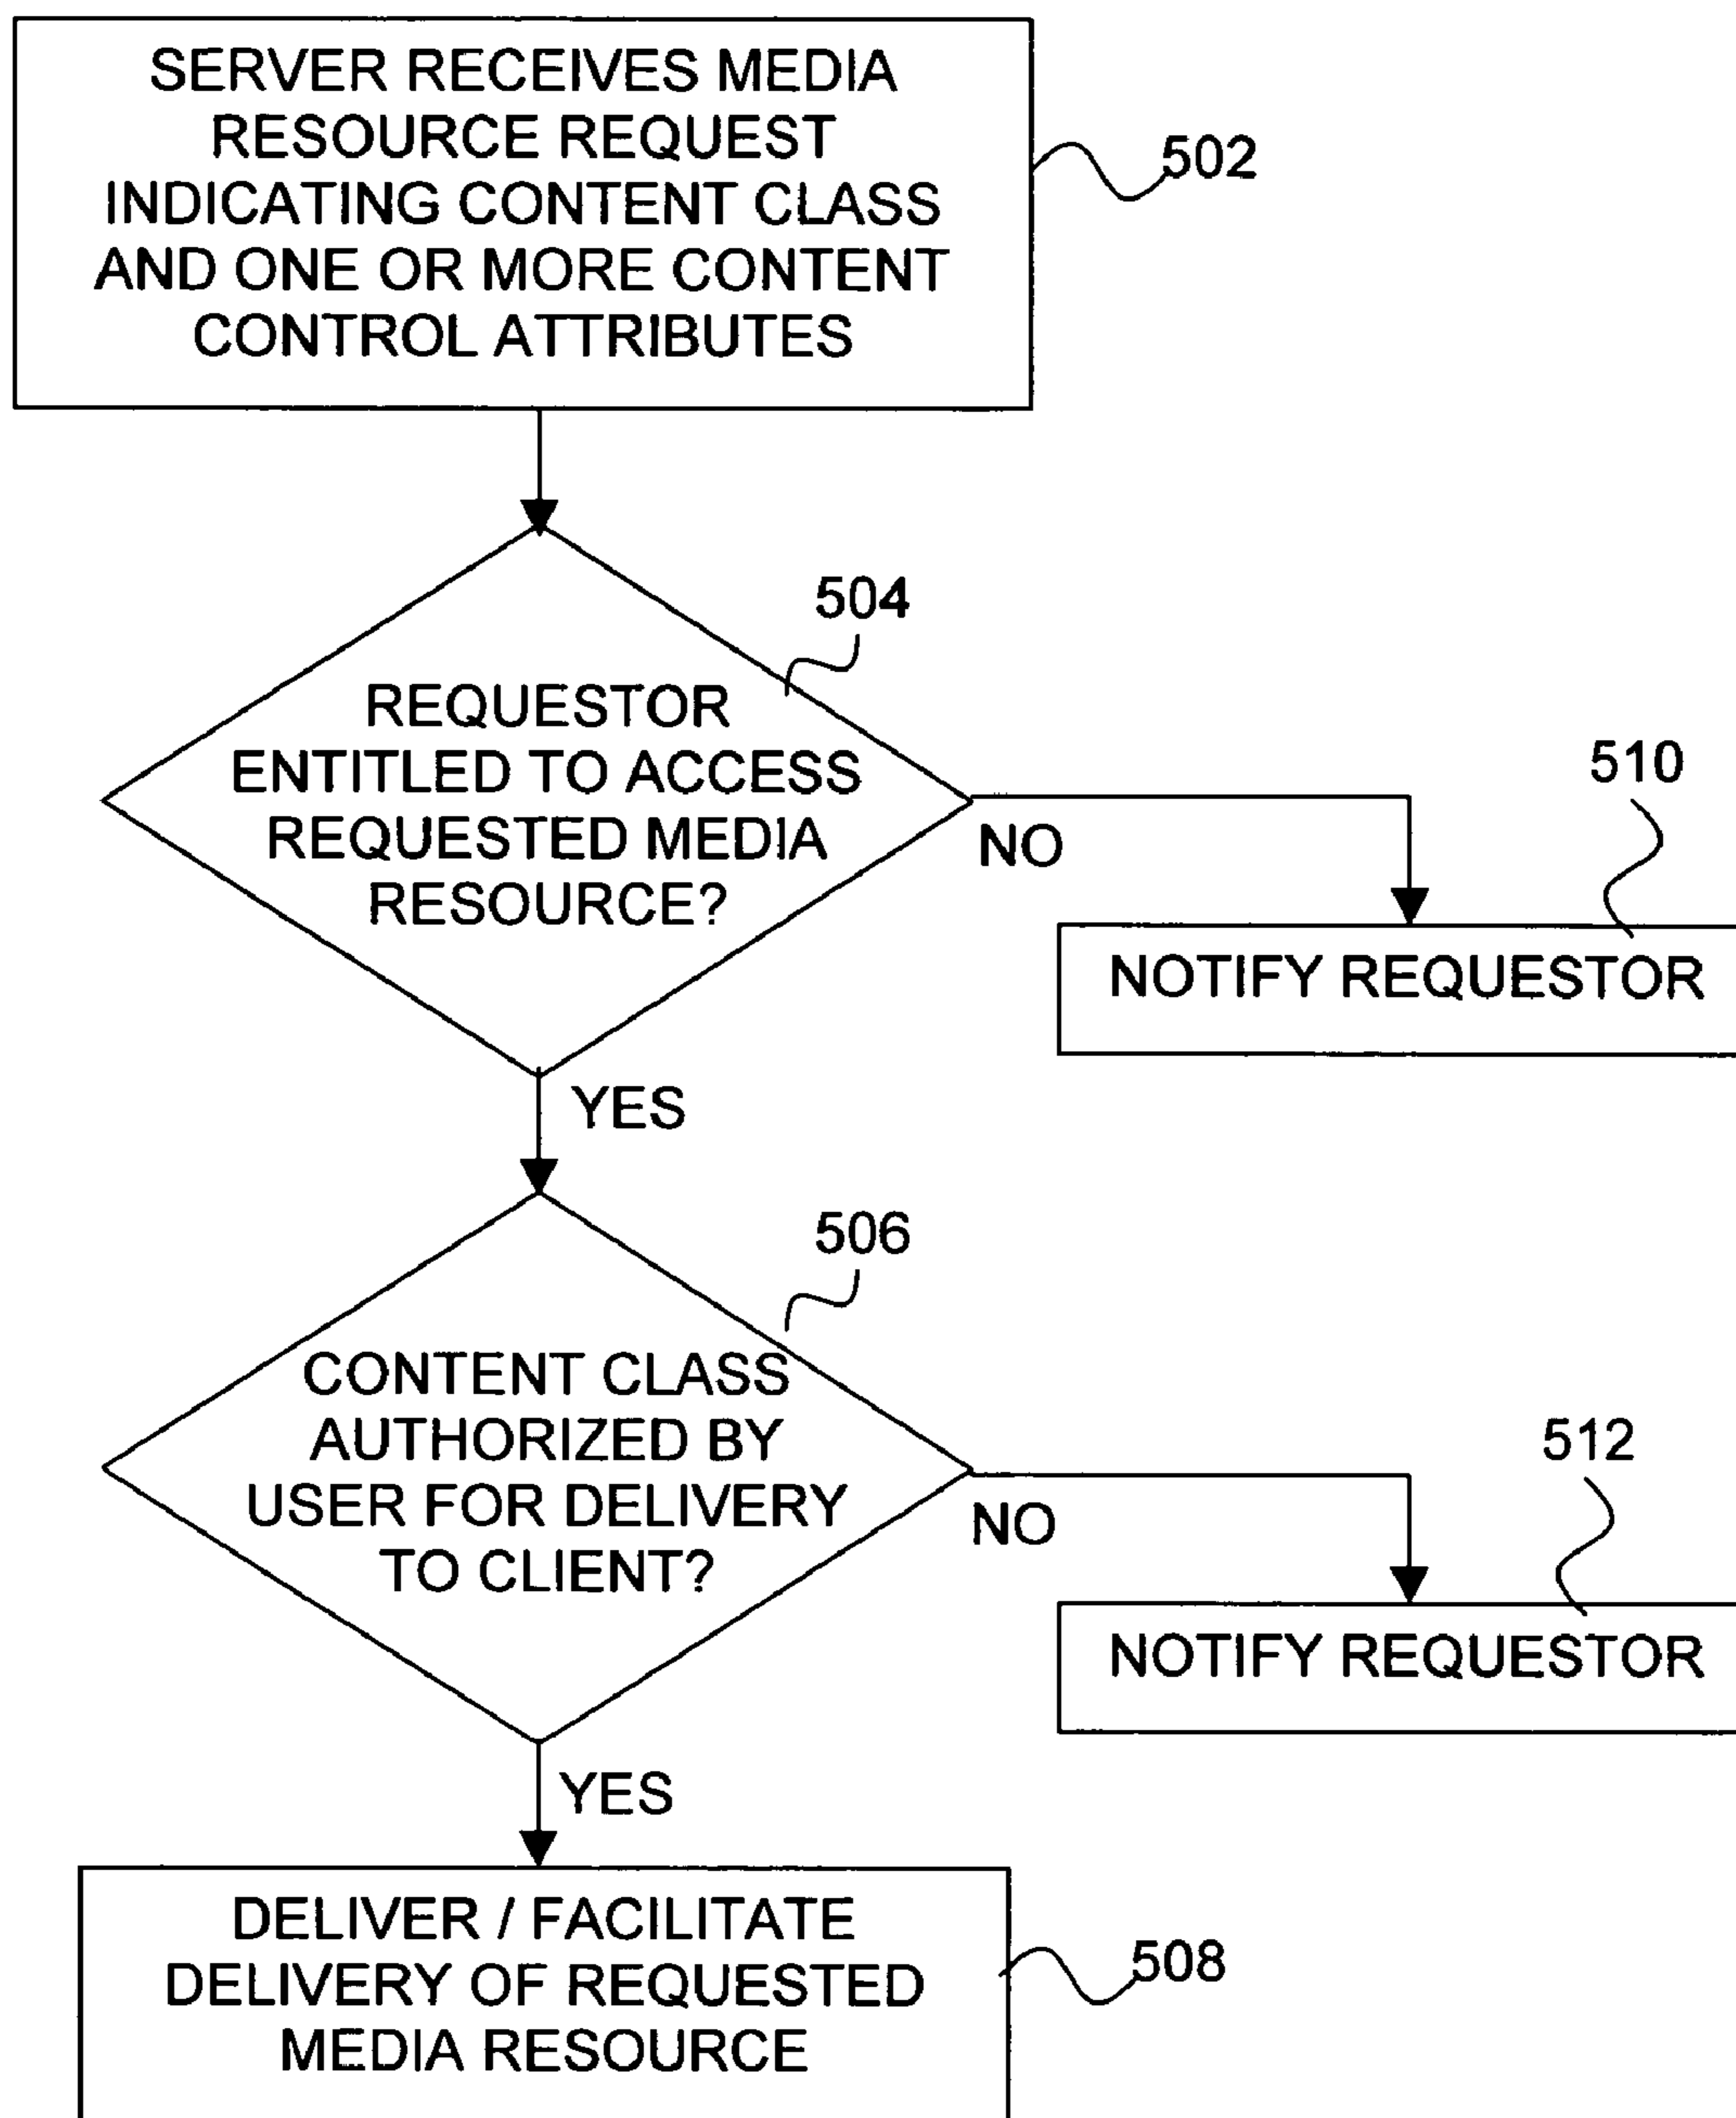 SERVER RECEIVES MEDIA
RESOURCE REQUEST
INDICATING CONTENT CLASS
AND ONE OR MORE CONTENT
CONTROL ATTRIBUTES
502
504
REQUESTOR
ENTITLED TO ACCESS
REQUESTED MEDIA
RESOURCE?
NO
510
NOTIFY REQUESTOR
YES
506
CONTENT CLASS
AUTHORIZED BY
USER FOR DELIVERY
TO CLIENT?
NO
512
NOTIFY REQUESTOR
YES
DELIVER / FACILITATE
DELIVERY OF REQUESTED
MEDIA RESOURCE
508